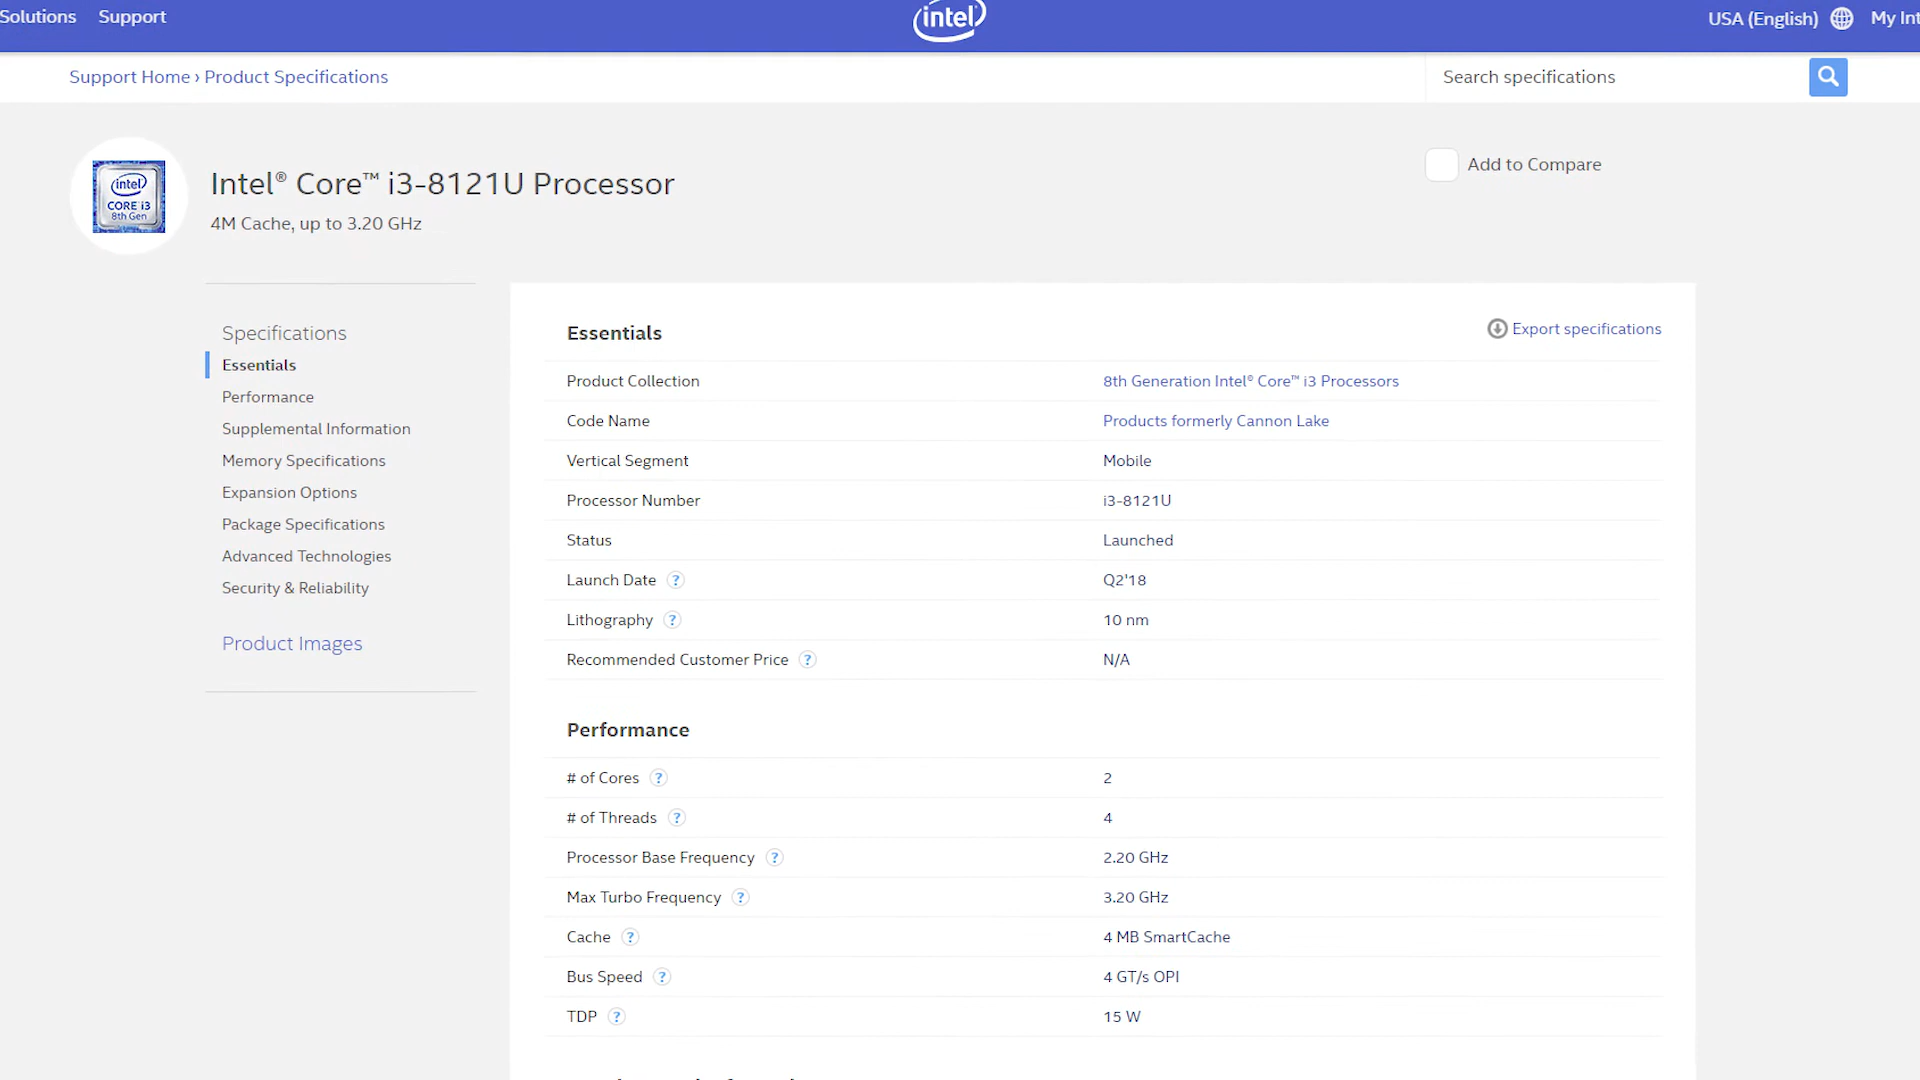 Solutions Support intel USA (English) My Int
Support Home › Product Specifications Search specifications
intel
CORE i3
8th Gen
Intel® Core™ i3-8121U Processor
4M Cache, up to 3.20 GHz
Add to Compare
Specifications
Essentials
Performance
Supplemental Information
Memory Specifications
Expansion Options
Package Specifications
Advanced Technologies
Security & Reliability
Product Images
Essentials Export specifications
Product Collection 8th Generation Intel® Core™ i3 Processors
Code Name Products formerly Cannon Lake
Vertical Segment Mobile
Processor Number i3-8121U
Status Launched
Launch Date ? Q2'18
Lithography ? 10 nm
Recommended Customer Price ? N/A
Performance
# of Cores ? 2
# of Threads ? 4
Processor Base Frequency ? 2.20 GHz
Max Turbo Frequency ? 3.20 GHz
Cache ? 4 MB SmartCache
Bus Speed ? 4 GT/s OPI
TDP ? 15 W